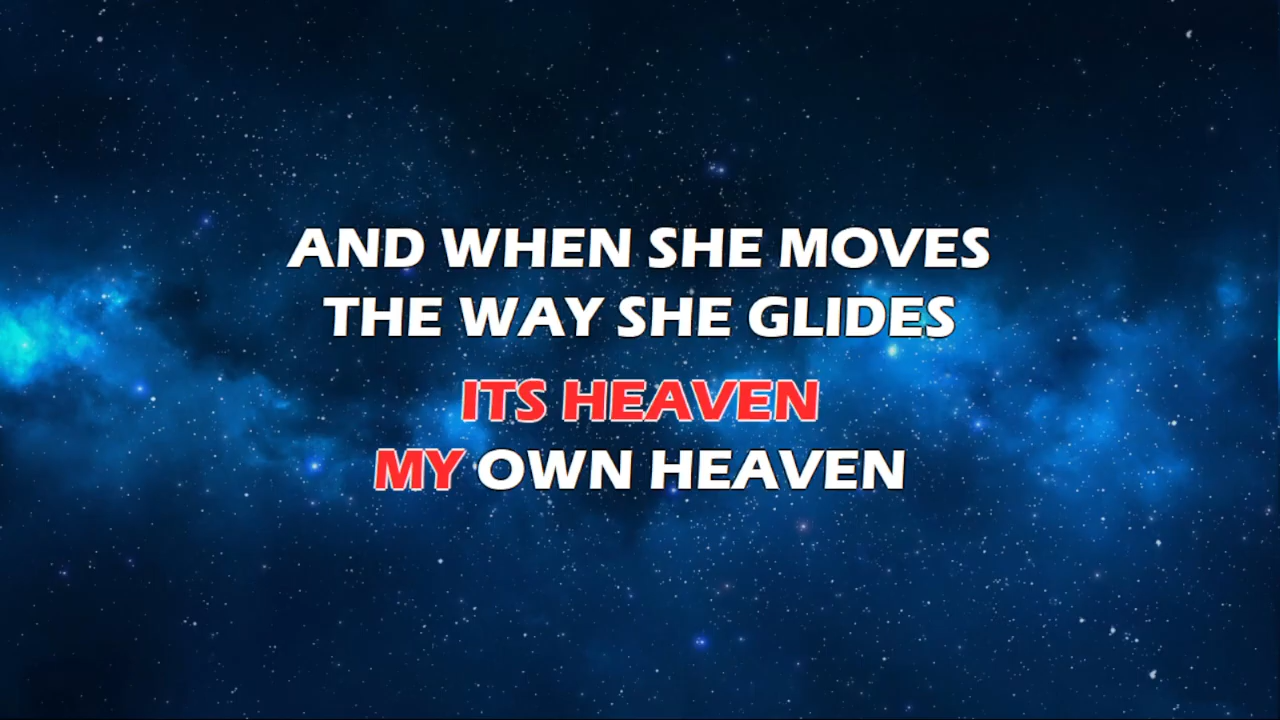 AND WHEN SHE MOVES
THE WAY SHE GLIDES
ITS HEAVEN
MY OWN HEAVEN